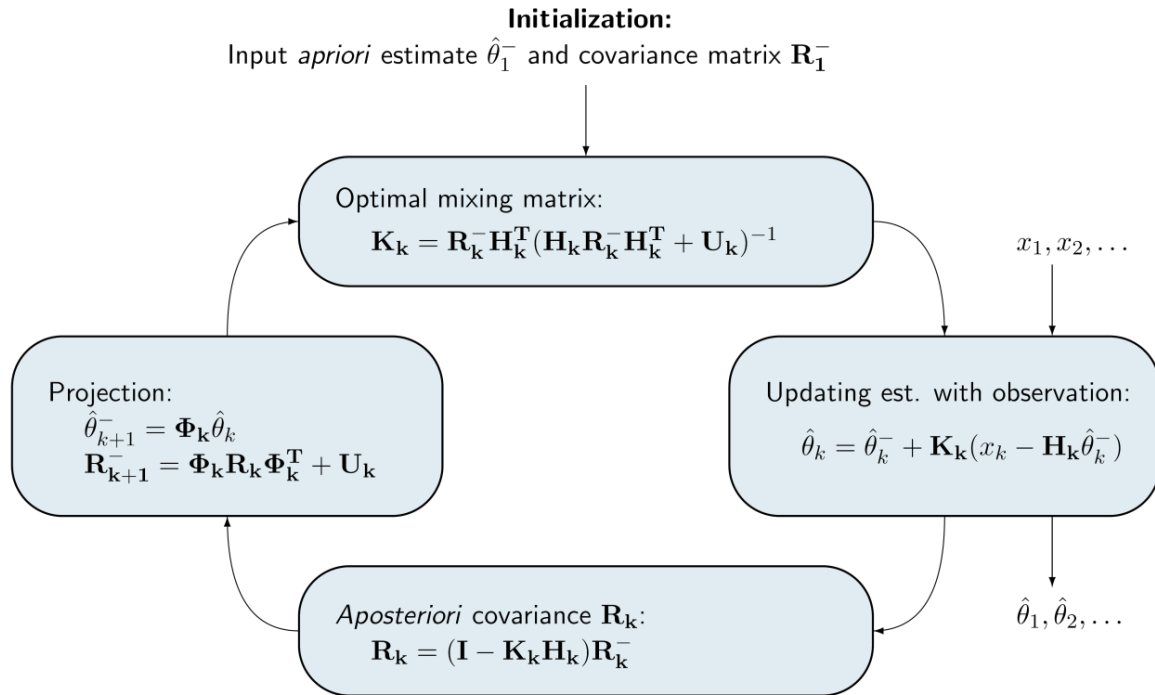 Initialization:
Input apriori estimate θ̂₁⁻ and covariance matrix R₁⁻
Optimal mixing matrix:
Kₖ = Rₖ⁻Hₖᵀ(HₖRₖ⁻Hₖᵀ + Uₖ)⁻¹
x₁, x₂, . . .
Projection:
θ̂ₖ₊₁⁻ = Φₖθ̂ₖ
Rₖ₊₁⁻ = ΦₖRₖΦₖᵀ + Uₖ
Updating est. with observation:
θ̂ₖ = θ̂ₖ⁻ + Kₖ(xₖ − Hₖθ̂ₖ⁻)
Aposteriori covariance Rₖ:
Rₖ = (I − KₖHₖ)Rₖ⁻
θ̂₁, θ̂₂, . . .